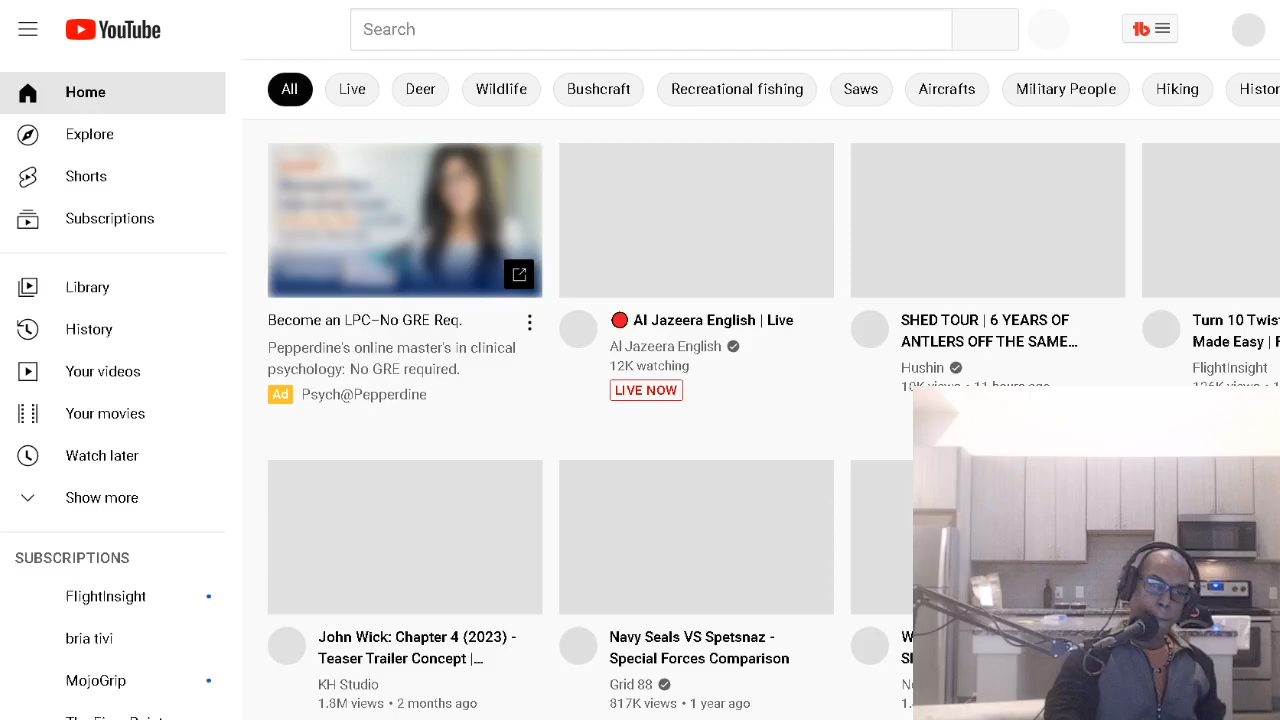 YouTube
Search
All
Live
Deer
Wildlife
Bushcraft
Recreational fishing
Saws
Aircrafts
Military People
Hiking
Home
Explore
Shorts
Subscriptions
Library
History
Your videos
Your movies
Watch later
Show more
SUBSCRIPTIONS
FlightInsight
bria tivi
MojoGrip
Become an LPC–No GRE Req.
Pepperdine's online master's in clinical
psychology: No GRE required.
Ad Psych@Pepperdine
Al Jazeera English | Live
Al Jazeera English
12K watching
LIVE NOW
SHED TOUR | 6 YEARS OF
ANTLERS OFF THE SAME...
Hushin
Turn 10
Made Easy |
FlightInsight
John Wick: Chapter 4 (2023) -
Teaser Trailer Concept |...
KH Studio
1.8M views • 2 months ago
Navy Seals VS Spetsnaz -
Special Forces Comparison
Grid 88
817K views • 1 year ago